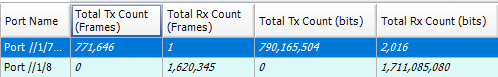 Port Name Total Tx Count (Frames) Total Rx Count (Frames) Total Tx Count (bits) Total Rx Count (bits)
Port //1/7... 771,646 1 790,165,504 2,016
Port //1/8 0 1,620,345 0 1,711,085,080